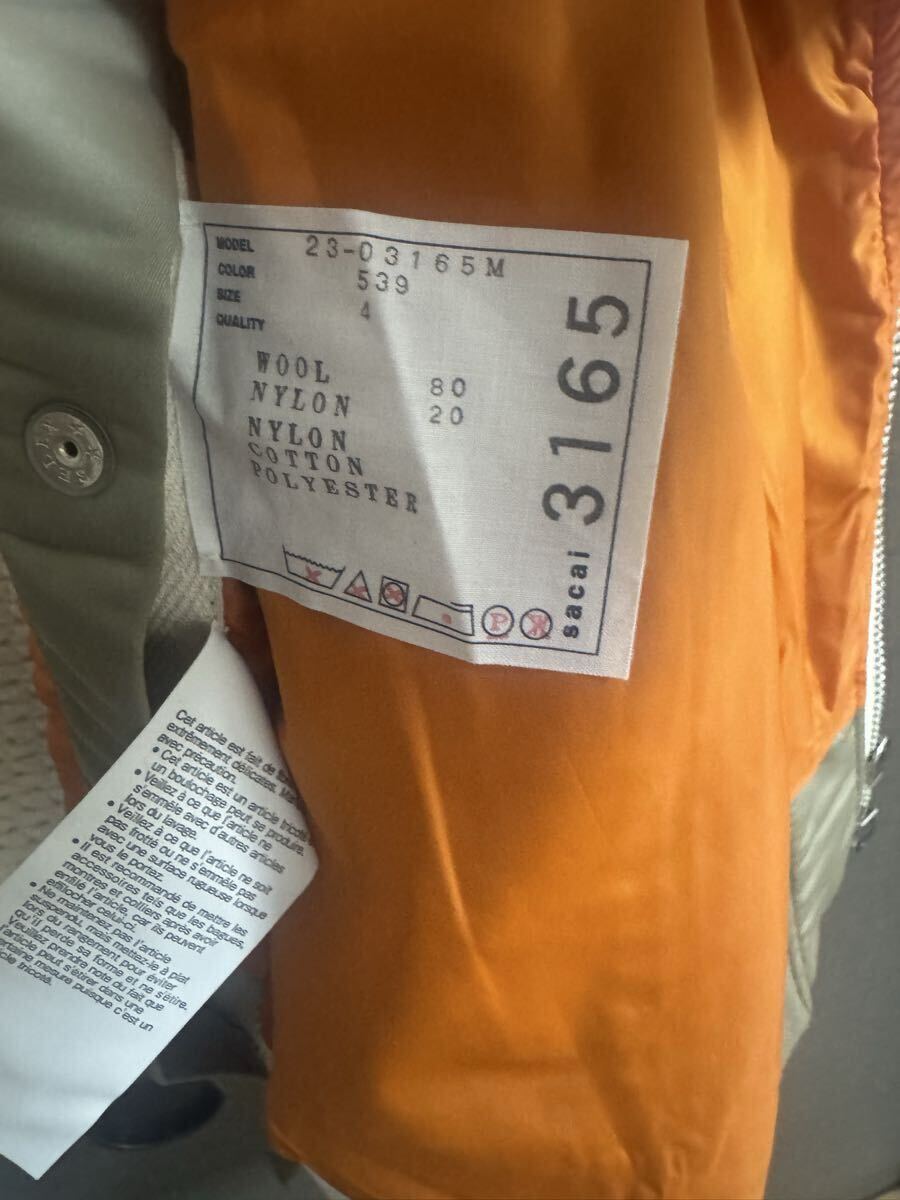 MODEL 23-03165M
COLOR 539
SIZE 4
QUALITY
WOOL 80
NYLON 20
NYLON
COTTON
POLYESTER
P
sacai 3165
Cet article est fait de
extrêmement délicates.
avec précaution.
• Cet article est un article tricoté
un boulochage peut se produire.
• Veillez à ce que l'article ne
s'emmêle avec d'autres articles
lors du lavage.
• Veillez à ce que l'article ne soit
pas frotté ou ne s'emmêle pas
avec une surface rugueuse lorsque
vous le portez.
• Il est recommandé de mettre les
accessoires tels que les bagues,
montres et colliers après avoir
enfilé l'article, car ils peuvent
effilocher celui-ci.
• Ne maintenez pas l'article
suspendu, mais mettez-le à plat
lors du rangement pour éviter
qu'il perde sa forme et ne s'étire.
Veuillez prendre note du fait que
l'article peut s'étirer dans une
certaine mesure puisque c'est un
tricoté.